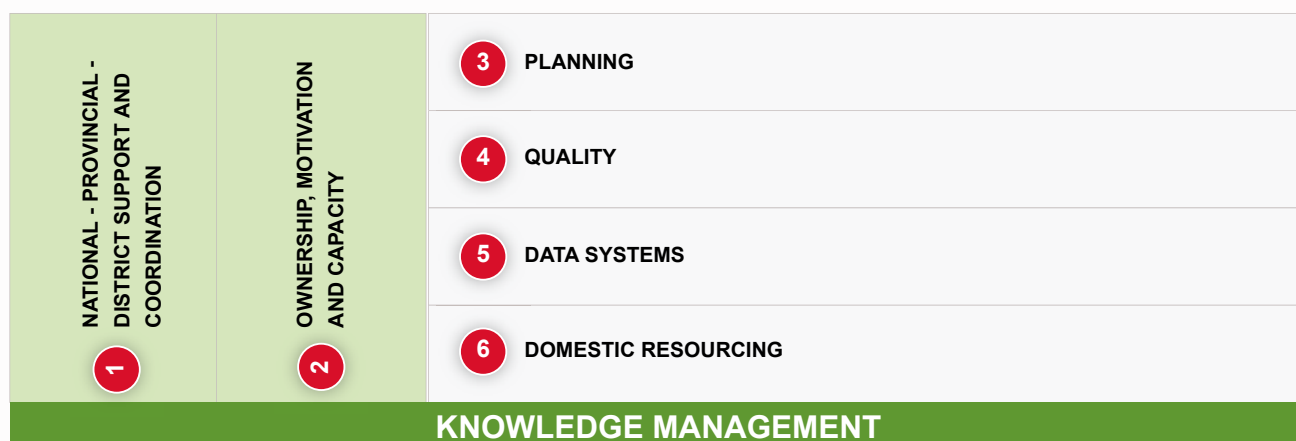 NATIONAL - PROVINCIAL -
DISTRICT SUPPORT AND
COORDINATION
1
OWNERSHIP, MOTIVATION
AND CAPACITY
2
3 PLANNING
4 QUALITY
5 DATA SYSTEMS
6 DOMESTIC RESOURCING
KNOWLEDGE MANAGEMENT